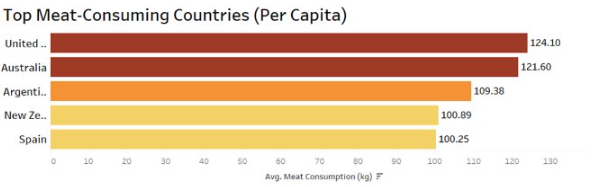 Top Meat-Consuming Countries (Per Capita)
United .. 124.10
Australia 121.60
Argenti.. 109.38
New Ze.. 100.89
Spain 100.25
0 10 20 30 40 50 60 70 80 90 100 110 120 130
Avg. Meat Consumption (kg)